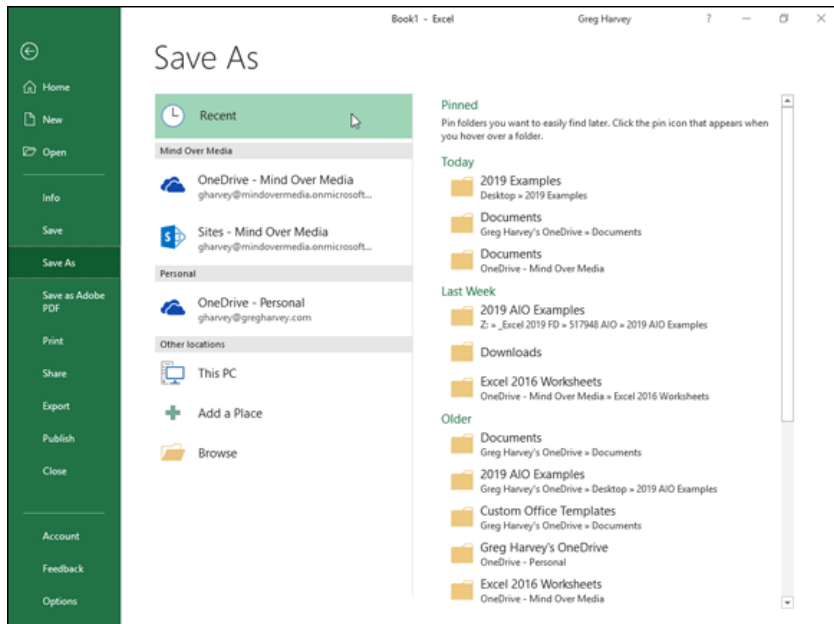 Book1 - Excel
Greg Harvey
?
Save As
Home
New
Open
Info
Save
Save As
Save as Adobe
PDF
Print
Share
Export
Publish
Close
Account
Feedback
Options
Recent
Mind Over Media
OneDrive - Mind Over Media
gharvey@mindovermedia.onmicrosoft...
S
Sites - Mind Over Media
gharvey@mindovermedia.onmicrosoft...
Personal
OneDrive - Personal
gharvey@gregharvey.com
Other locations
This PC
Add a Place
Browse
Pinned
Pin folders you want to easily find later. Click the pin icon that appears when
you hover over a folder.
Today
2019 Examples
Desktop » 2019 Examples
Documents
Greg Harvey's OneDrive » Documents
Documents
OneDrive - Mind Over Media
Last Week
2019 AIO Examples
Z: » _Excel 2019 FD » 517948 AIO » 2019 AIO Examples
Downloads
Excel 2016 Worksheets
OneDrive - Mind Over Media » Excel 2016 Worksheets
Older
Documents
Greg Harvey's OneDrive » Documents
2019 AIO Examples
Greg Harvey's OneDrive » Desktop » 2019 AIO Examples
Custom Office Templates
Greg Harvey's OneDrive » Documents
Greg Harvey's OneDrive
OneDrive - Personal
Excel 2016 Worksheets
OneDrive - Mind Over Media